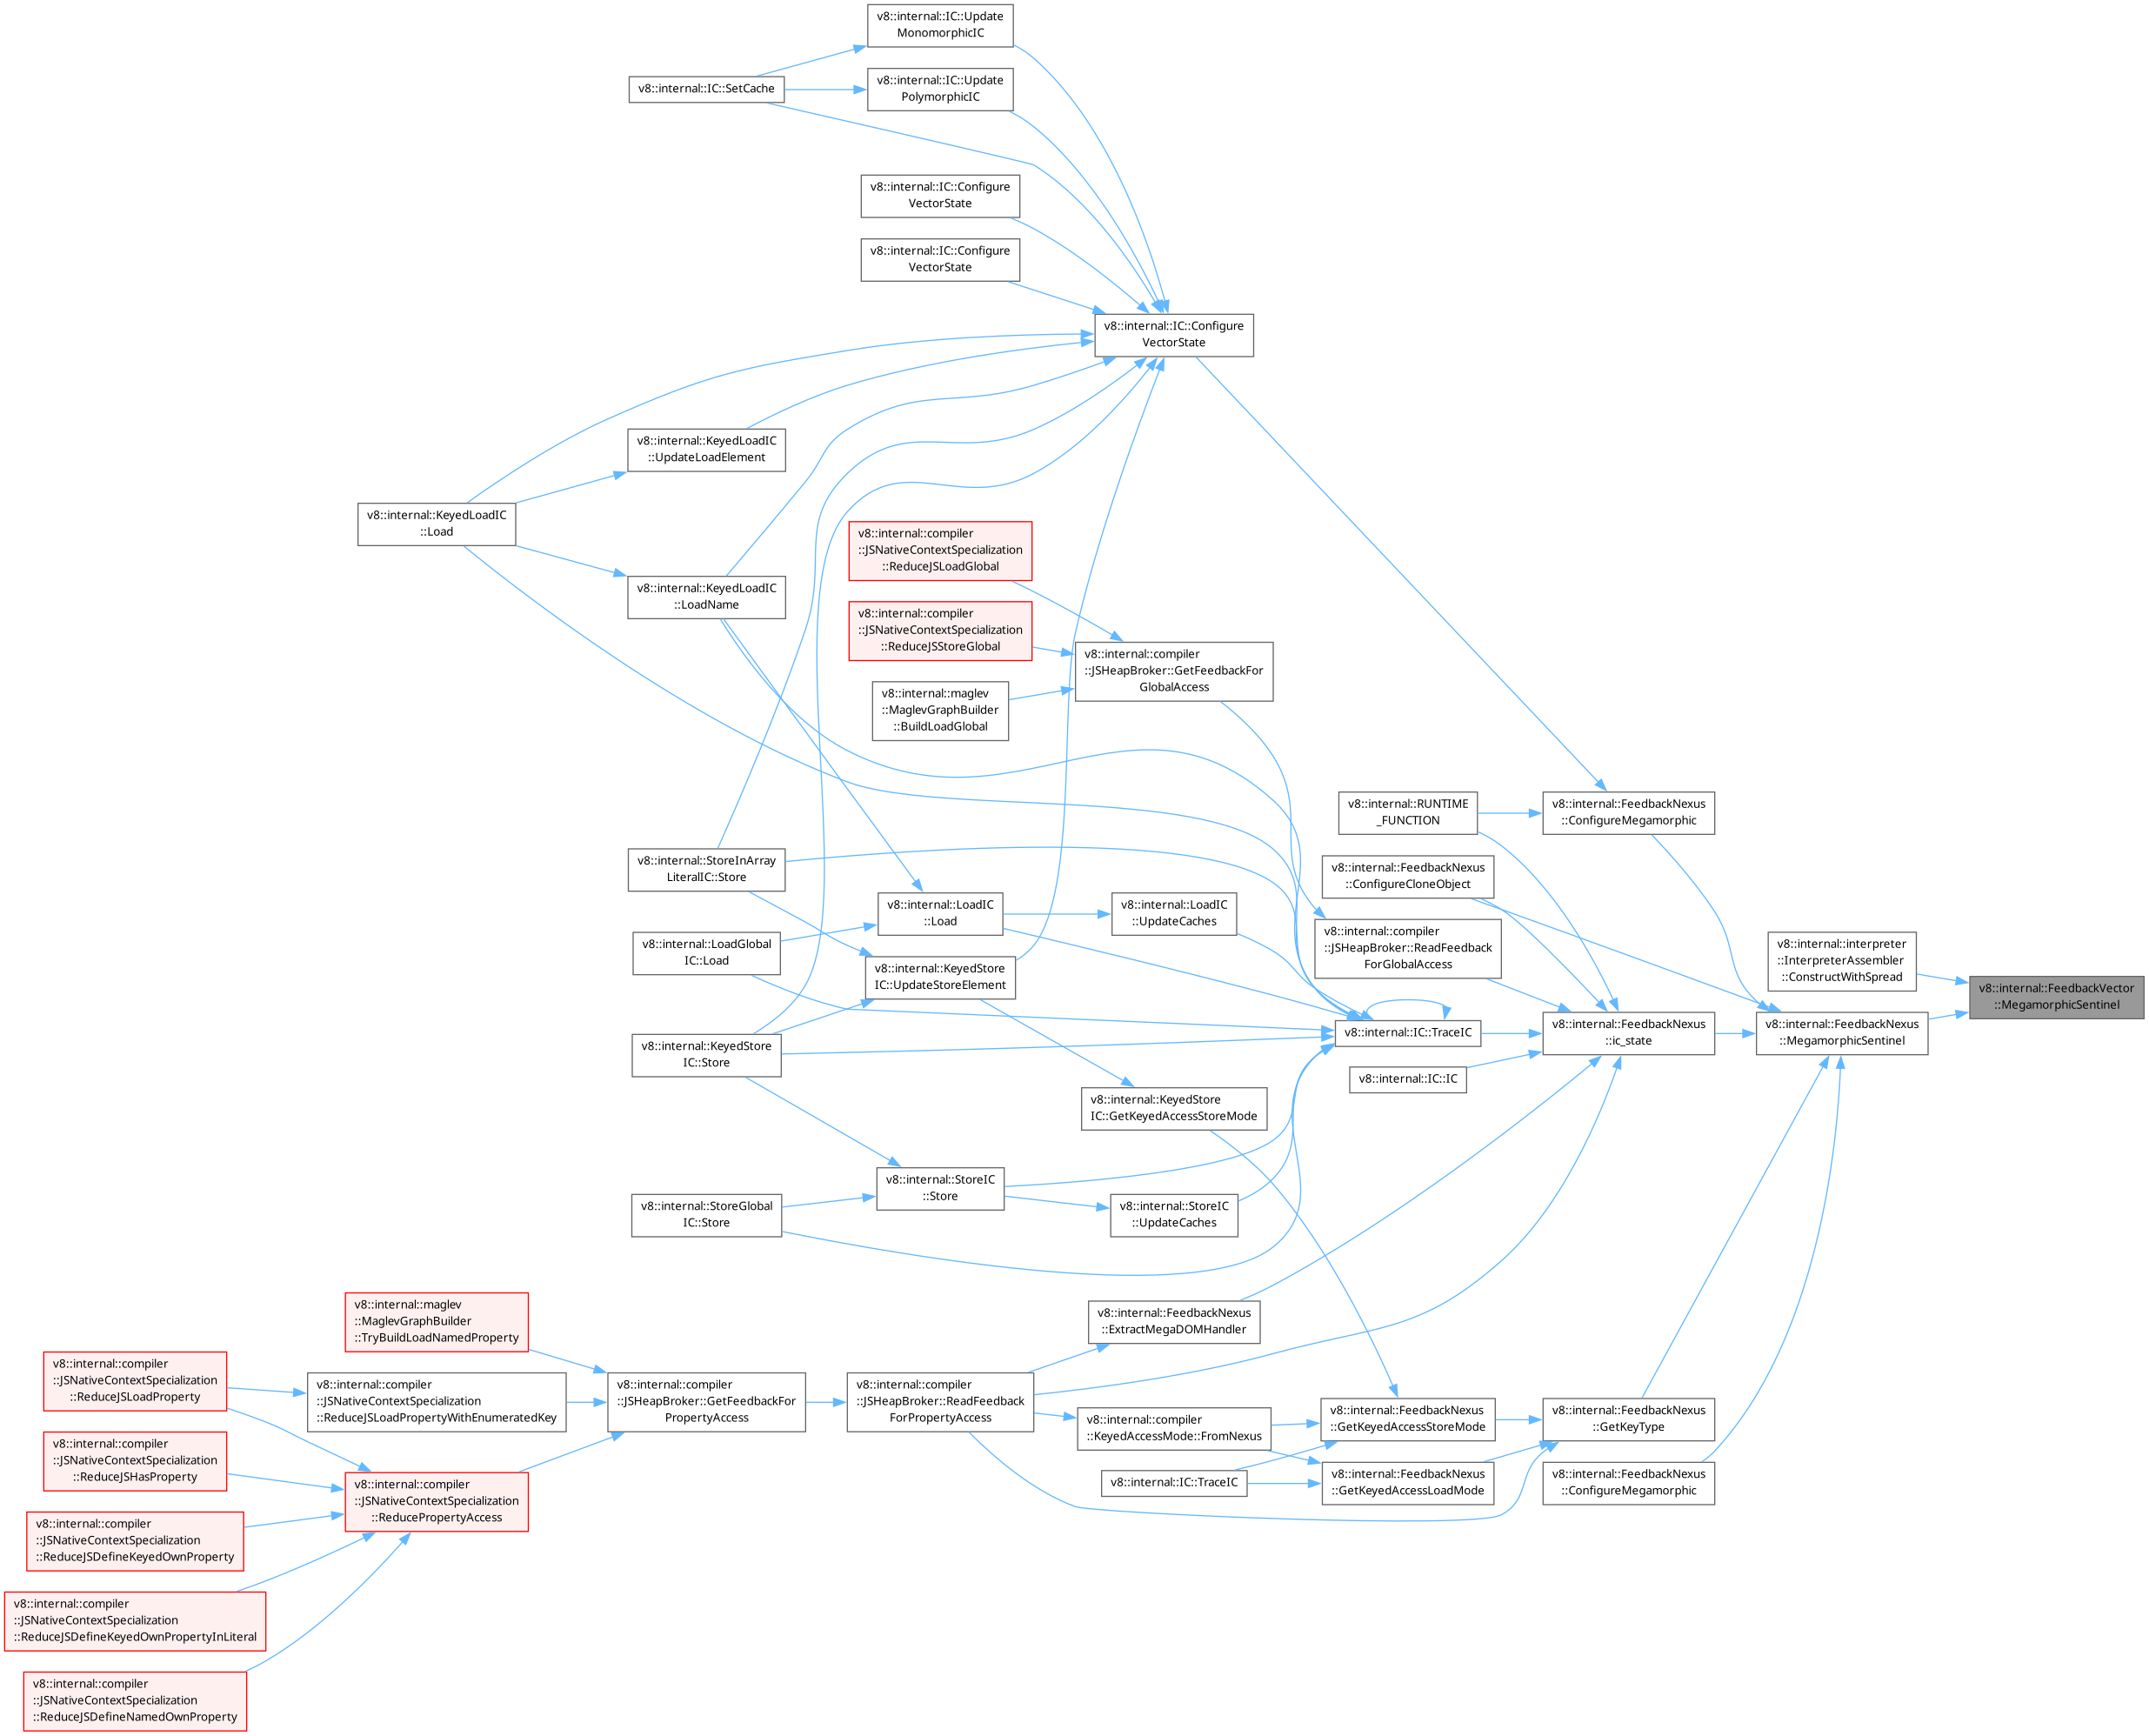 v8::internal::IC::Update
MonomorphicIC
v8::internal::IC::SetCache
v8::internal::IC::Update
PolymorphicIC
v8::internal::IC::Configure
VectorState
v8::internal::IC::Configure
VectorState
v8::internal::IC::Configure
VectorState
v8::internal::KeyedLoadIC
::UpdateLoadElement
v8::internal::KeyedLoadIC
::Load
v8::internal::compiler
::JSNativeContextSpecialization
::ReduceJSLoadGlobal
v8::internal::KeyedLoadIC
::LoadName
v8::internal::compiler
::JSNativeContextSpecialization
::ReduceJSStoreGlobal
v8::internal::compiler
::JSHeapBroker::GetFeedbackFor
GlobalAccess
v8::internal::maglev
::MaglevGraphBuilder
::BuildLoadGlobal
v8::internal::RUNTIME
_FUNCTION
v8::internal::FeedbackNexus
::ConfigureMegamorphic
v8::internal::StoreInArray
LiteralIC::Store
v8::internal::FeedbackNexus
::ConfigureCloneObject
v8::internal::LoadIC
::Load
v8::internal::LoadIC
::UpdateCaches
v8::internal::LoadGlobal
IC::Load
v8::internal::compiler
::JSHeapBroker::ReadFeedback
ForGlobalAccess
v8::internal::interpreter
::InterpreterAssembler
::ConstructWithSpread
v8::internal::KeyedStore
IC::UpdateStoreElement
v8::internal::FeedbackVector
::MegamorphicSentinel
v8::internal::IC::TraceIC
v8::internal::FeedbackNexus
::ic_state
v8::internal::FeedbackNexus
::MegamorphicSentinel
v8::internal::KeyedStore
IC::Store
v8::internal::IC::IC
v8::internal::KeyedStore
IC::GetKeyedAccessStoreMode
v8::internal::StoreIC
::Store
v8::internal::StoreGlobal
IC::Store
v8::internal::StoreIC
::UpdateCaches
v8::internal::maglev
::MaglevGraphBuilder
::TryBuildLoadNamedProperty
v8::internal::FeedbackNexus
::ExtractMegaDOMHandler
v8::internal::compiler
::JSNativeContextSpecialization
::ReduceJSLoadProperty
v8::internal::compiler
::JSNativeContextSpecialization
::ReduceJSLoadPropertyWithEnumeratedKey
v8::internal::compiler
::JSHeapBroker::GetFeedbackFor
PropertyAccess
v8::internal::compiler
::JSHeapBroker::ReadFeedback
ForPropertyAccess
v8::internal::compiler
::KeyedAccessMode::FromNexus
v8::internal::FeedbackNexus
::GetKeyedAccessStoreMode
v8::internal::FeedbackNexus
::GetKeyType
v8::internal::compiler
::JSNativeContextSpecialization
::ReduceJSHasProperty
v8::internal::compiler
::JSNativeContextSpecialization
::ReducePropertyAccess
v8::internal::IC::TraceIC
v8::internal::FeedbackNexus
::GetKeyedAccessLoadMode
v8::internal::FeedbackNexus
::ConfigureMegamorphic
v8::internal::compiler
::JSNativeContextSpecialization
::ReduceJSDefineKeyedOwnProperty
v8::internal::compiler
::JSNativeContextSpecialization
::ReduceJSDefineKeyedOwnPropertyInLiteral
v8::internal::compiler
::JSNativeContextSpecialization
::ReduceJSDefineNamedOwnProperty